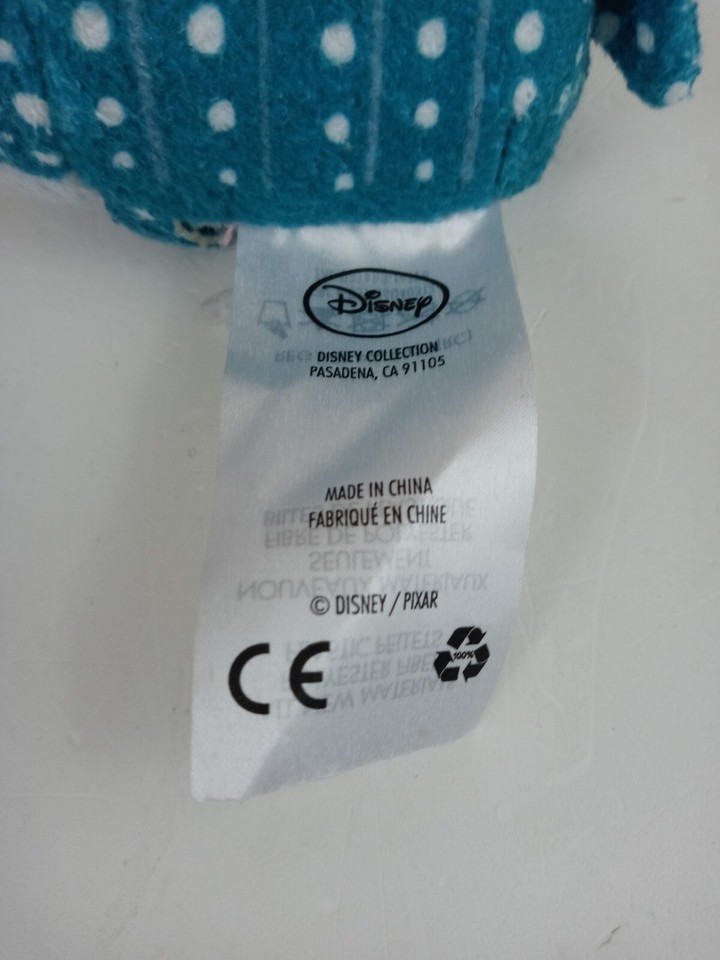 Disney
DISNEY COLLECTION
PASADENA, CA 91105
MADE IN CHINA
FABRIQUÉ EN CHINE
© DISNEY / PIXAR
CE
100%